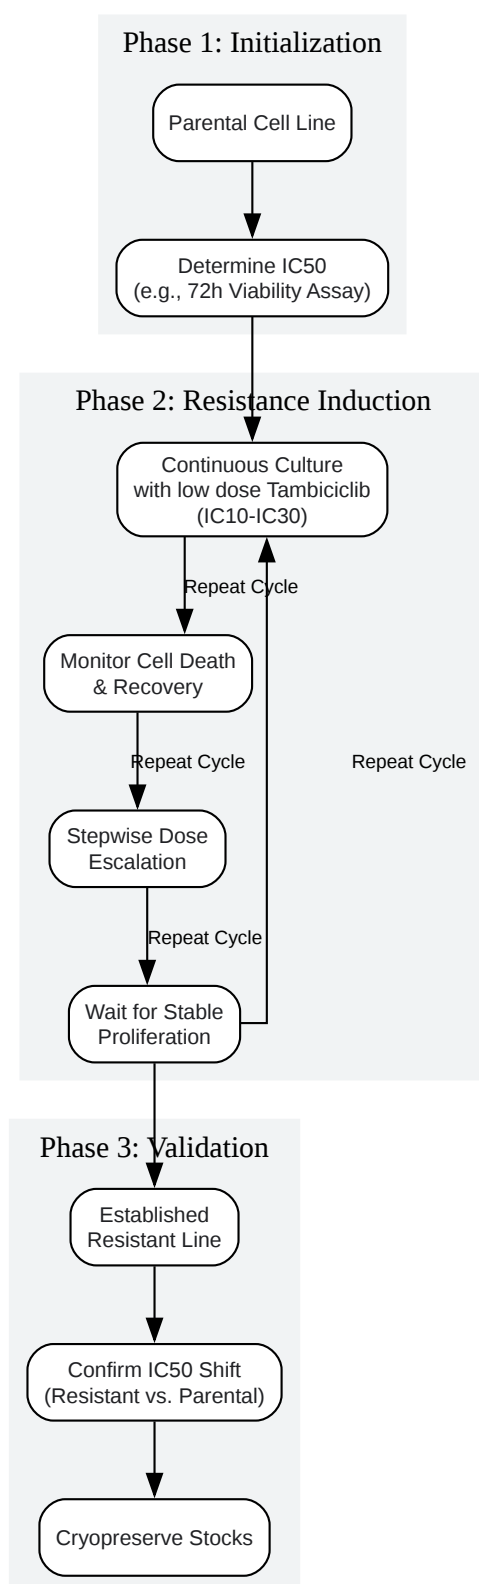 Phase 1: Initialization
Parental Cell Line
Determine IC50
(e.g., 72h Viability Assay)
Phase 2: Resistance Induction
Continuous Culture
with low dose Tambiciclib
(IC10-IC30)
Repeat Cycle
Monitor Cell Death
& Recovery
Repeat Cycle
Repeat Cycle
Stepwise Dose
Escalation
Repeat Cycle
Wait for Stable
Proliferation
Phase 3: Validation
Established
Resistant Line
Confirm IC50 Shift
(Resistant vs. Parental)
Cryopreserve Stocks